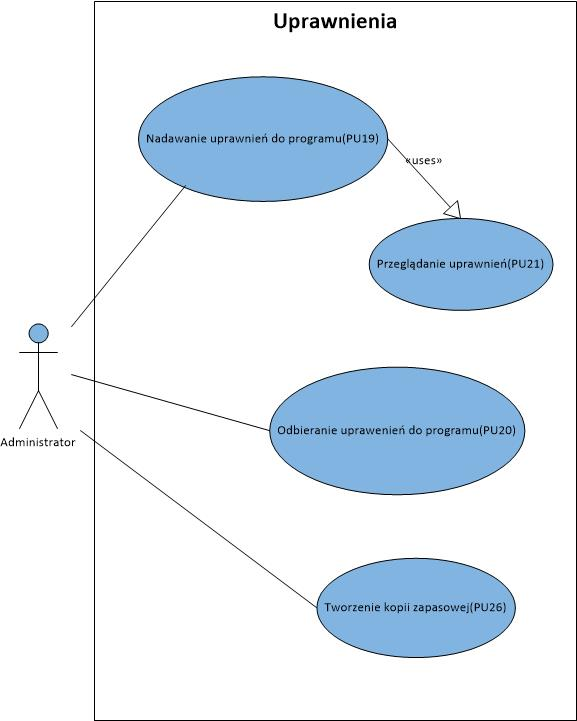 Uprawnienia
Nadawanie uprawnień do programu(PU19)
«uses»
Przeglądanie uprawnień(PU21)
Administrator
Odbieranie uprawenień do programu(PU20)
Tworzenie kopii zapasowej(PU26)